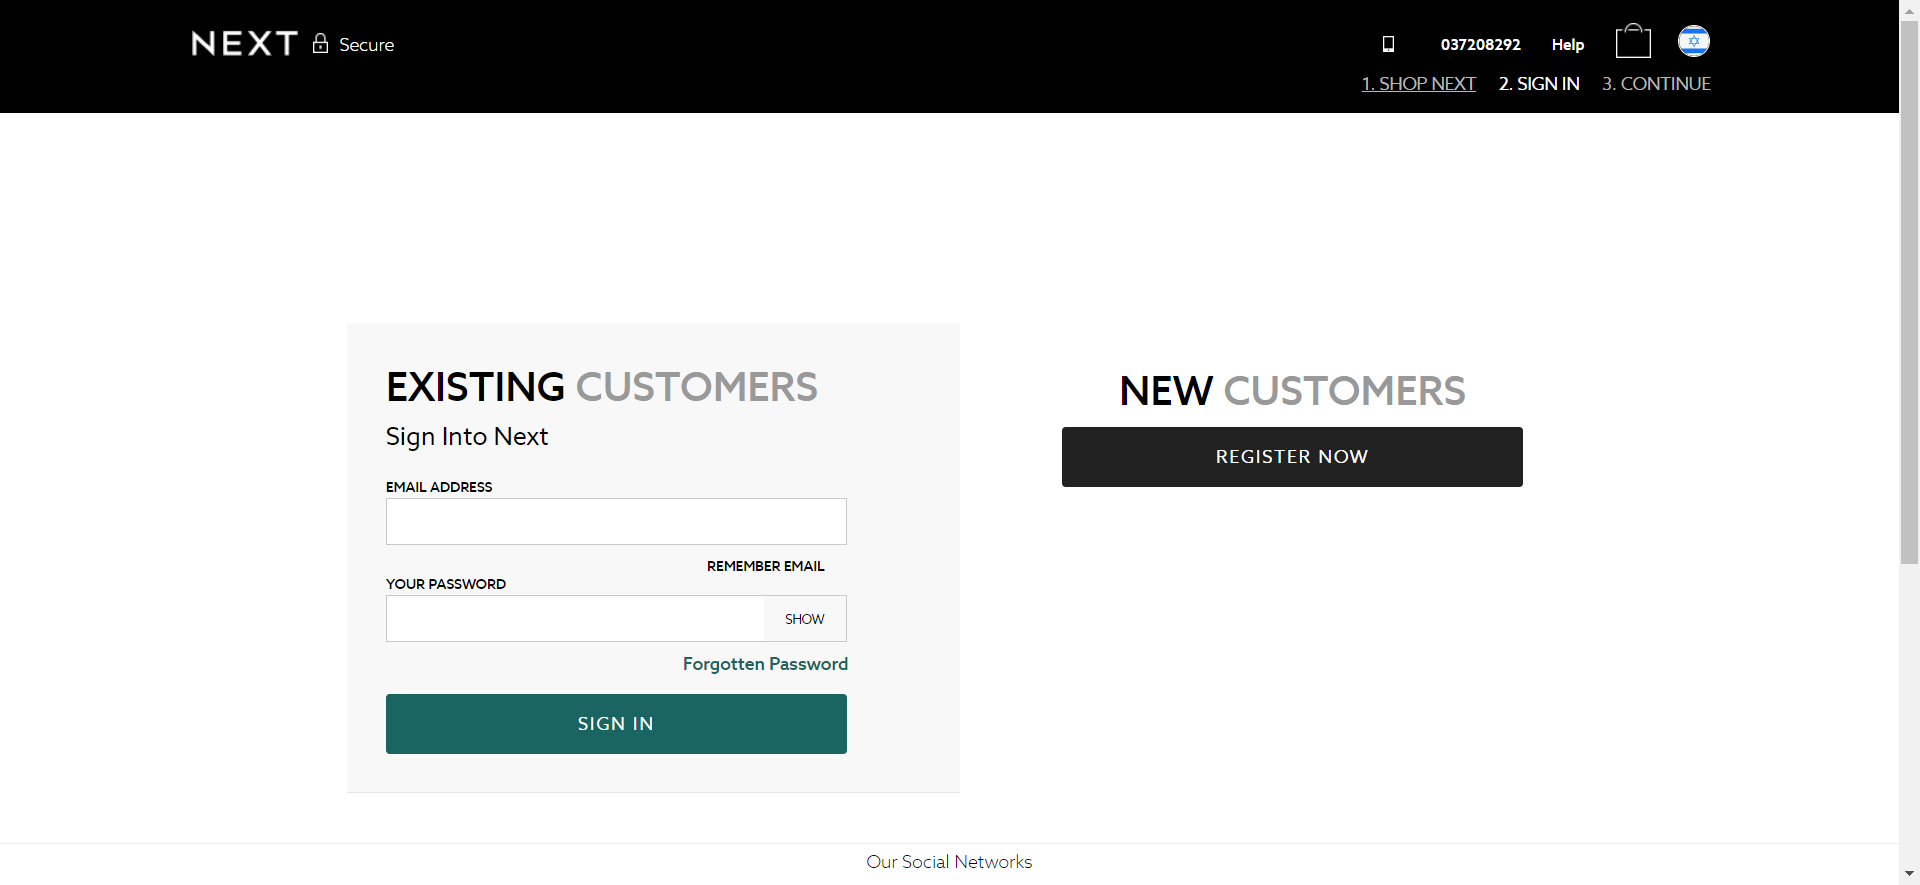 NEXT Secure
037208292 Help
1. SHOP NEXT 2. SIGN IN 3. CONTINUE
EXISTING CUSTOMERS
Sign Into Next
EMAIL ADDRESS
REMEMBER EMAIL
YOUR PASSWORD
SHOW
Forgotten Password
SIGN IN
NEW CUSTOMERS
REGISTER NOW
Our Social Networks